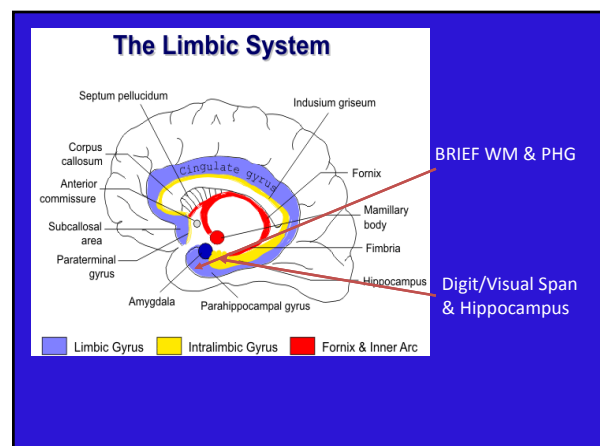 The Limbic System
Septum pellucidum
Indusium griseum
Corpus
callosum
Cingulate gyrus
BRIEF WM & PHG
Anterior
commissure
Fornix
Subcallosal
area
Mamillary
body
Paraterminal
gyrus
Fimbria
Hippocampus
Amygdala
Parahippocampal gyrus
Digit/Visual Span
& Hippocampus
Limbic Gyrus
Intralimbic Gyrus
Fornix & Inner Arc